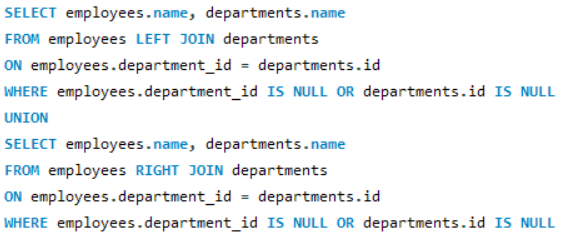 SELECT employees.name, departments.name
FROM employees LEFT JOIN departments
ON employees.department_id = departments.id
WHERE employees.department_id IS NULL OR departments.id IS NULL
UNION
SELECT employees.name, departments.name
FROM employees RIGHT JOIN departments
ON employees.department_id = departments.id
WHERE employees.department_id IS NULL OR departments.id IS NULL